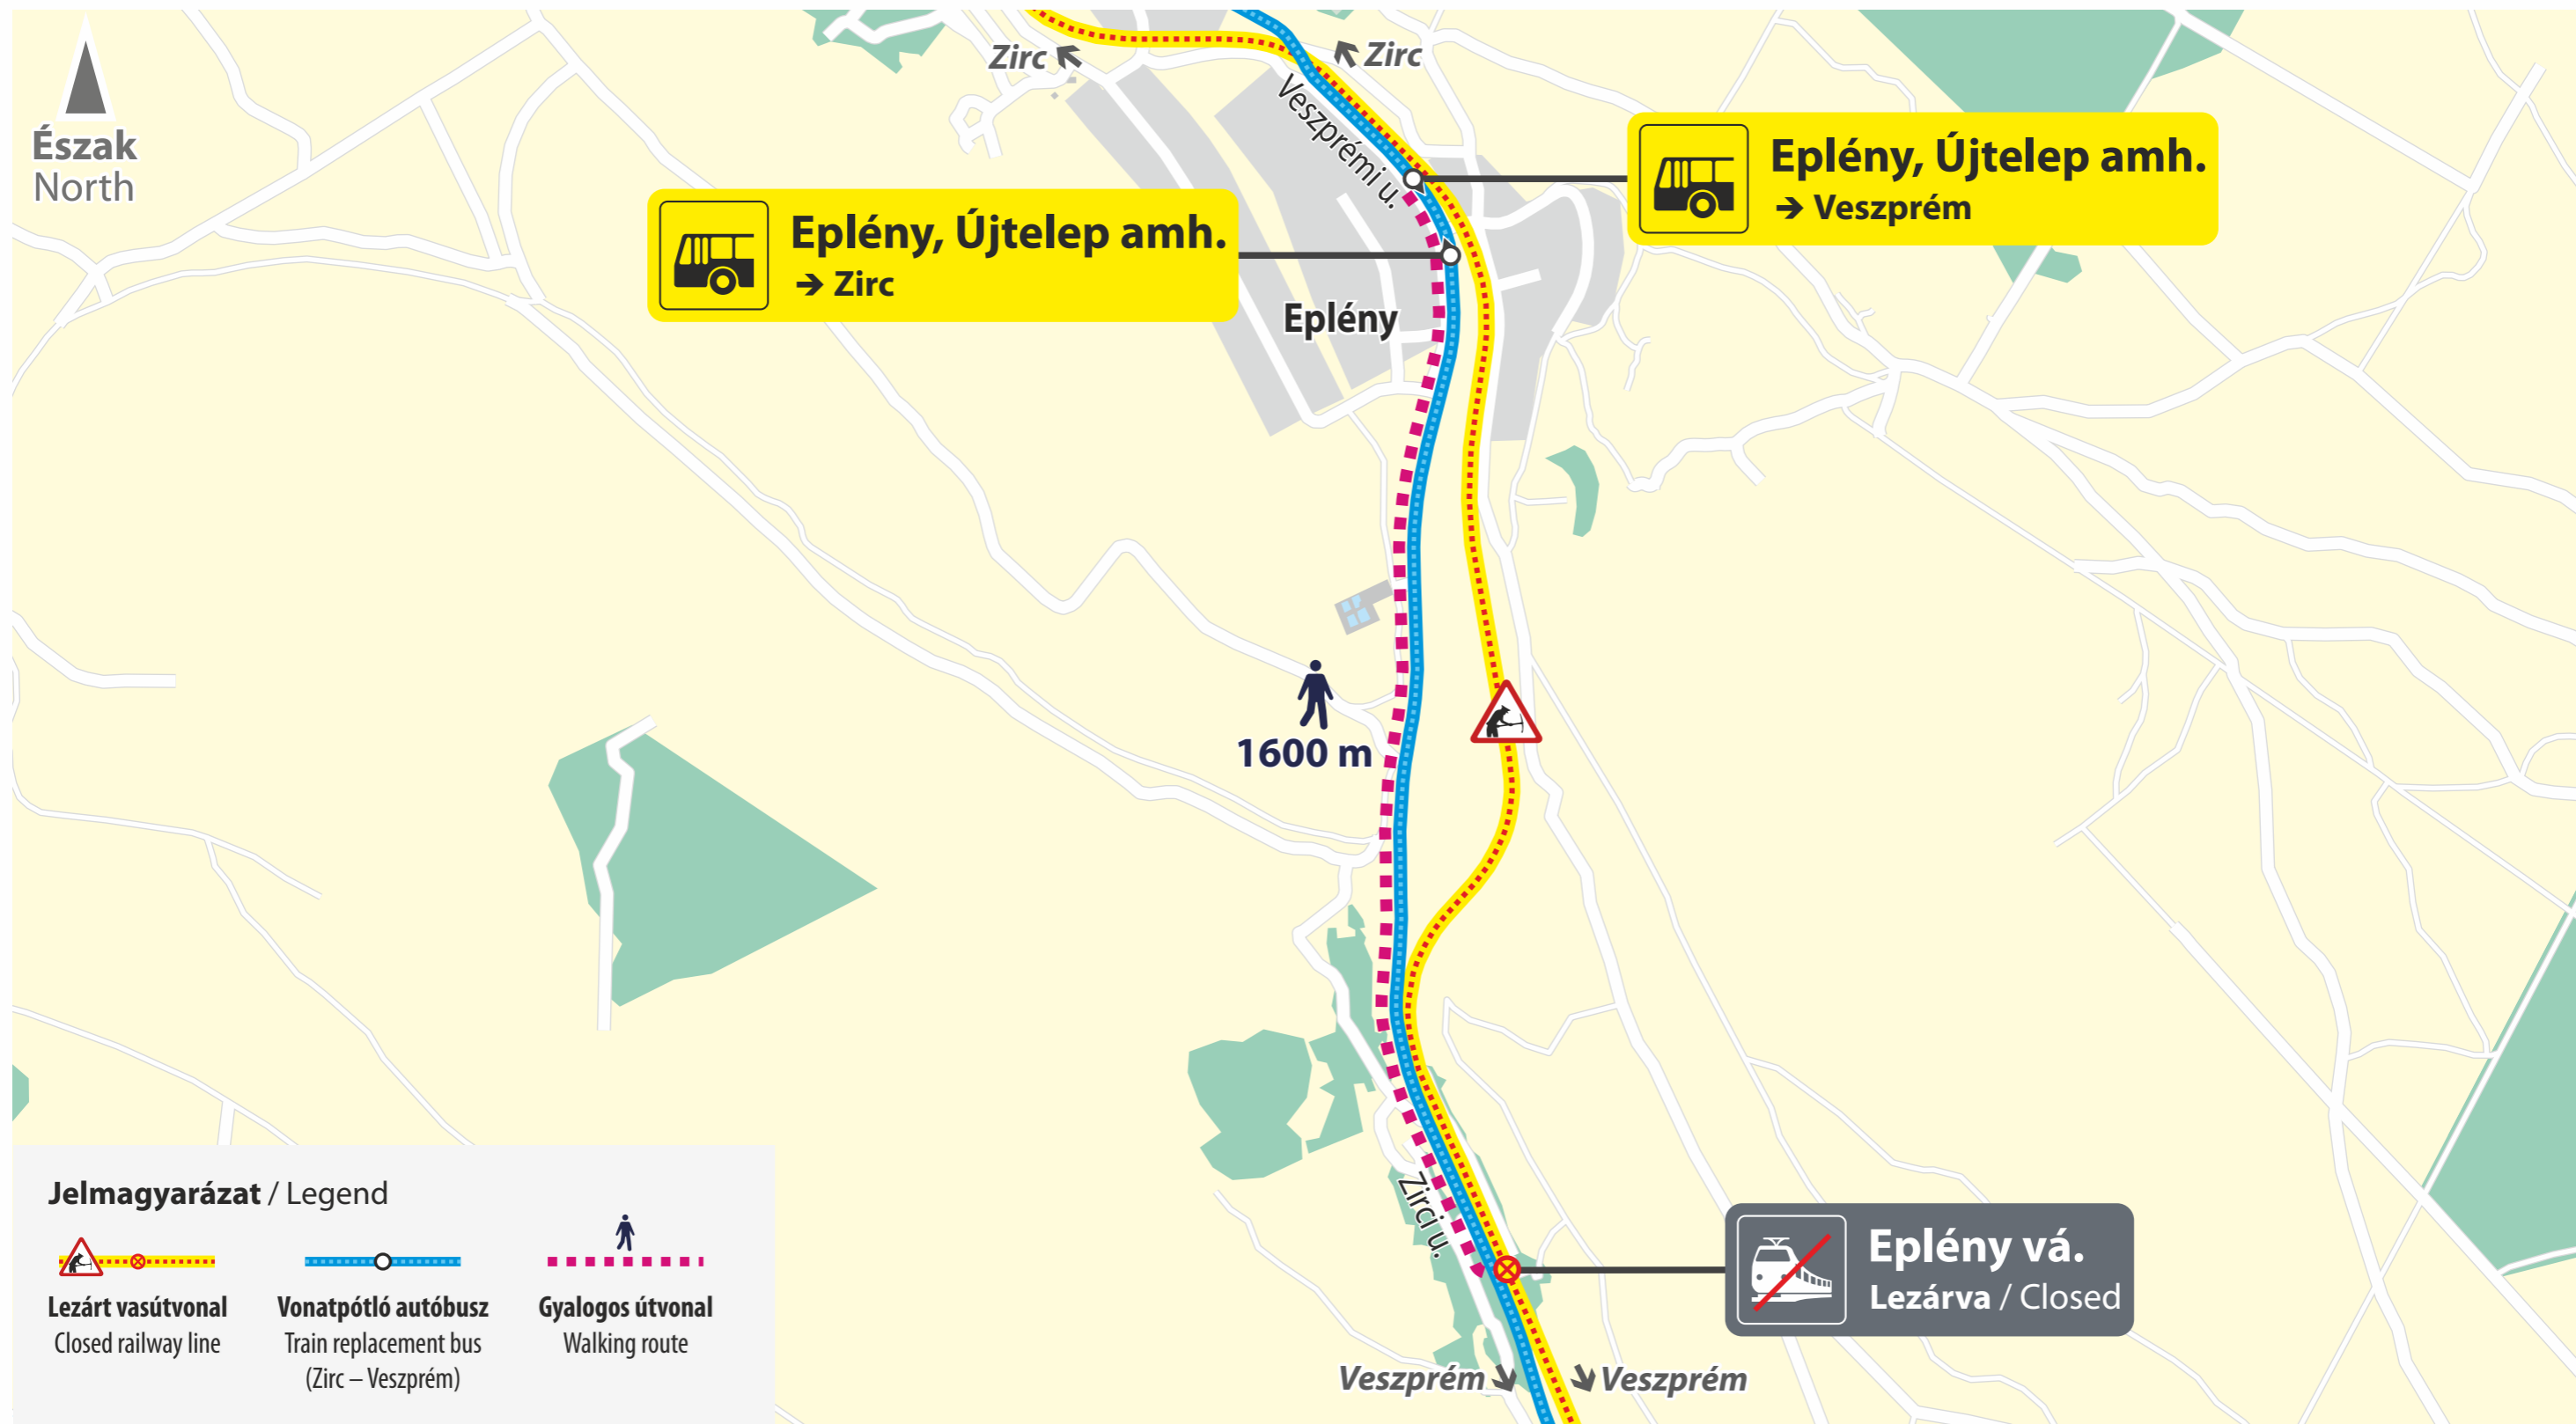 Észak
North
Zirc
Zirc
Veszprémi u.
Eplény, Újtelep amh.
→ Veszprém
Eplény, Újtelep amh.
→ Zirc
Eplény
1600 m
Zirci u.
Eplény vá.
Lezárva / Closed
Veszprém
Veszprém
Jelmagyarázat / Legend
Lezárt vasútvonal
Closed railway line
Vonatpótló autóbusz
Train replacement bus
(Zirc – Veszprém)
Gyalogos útvonal
Walking route